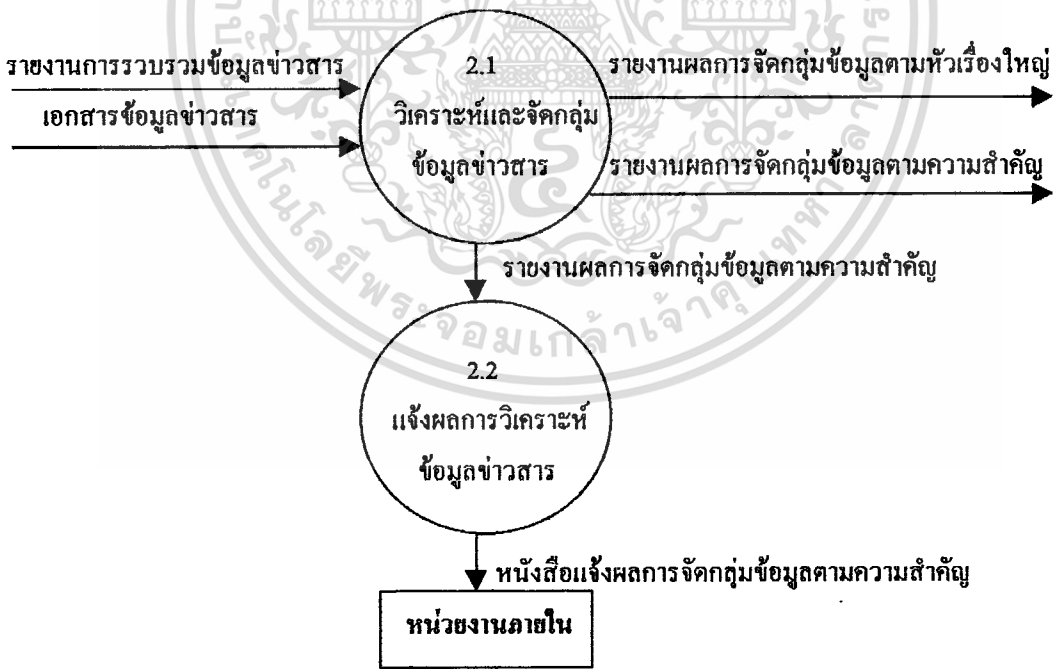 รายงานการรวบรวมข้อมูลข่าวสาร
เอกสารข้อมูลข่าวสาร
2.1
วิเคราะห์และจัดกลุ่ม
ข้อมูลข่าวสาร
รายงานผลการจัดกลุ่มข้อมูลตามหัวเรื่องใหญ่
รายงานผลการจัดกลุ่มข้อมูลตามความสำคัญ
รายงานผลการจัดกลุ่มข้อมูลตามความสำคัญ
2.2
แจ้งผลการวิเคราะห์
ข้อมูลข่าวสาร
หนังสือแจ้งผลการจัดกลุ่มข้อมูลตามความสำคัญ
หน่วยงานภายใน